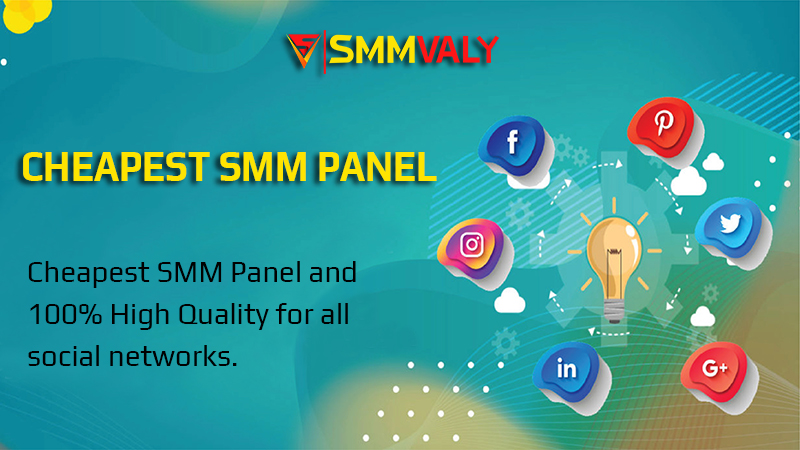 SMMVALY
CHEAPEST SMM PANEL
Cheapest SMM Panel and
100% High Quality for all
social networks.
f
in
G+